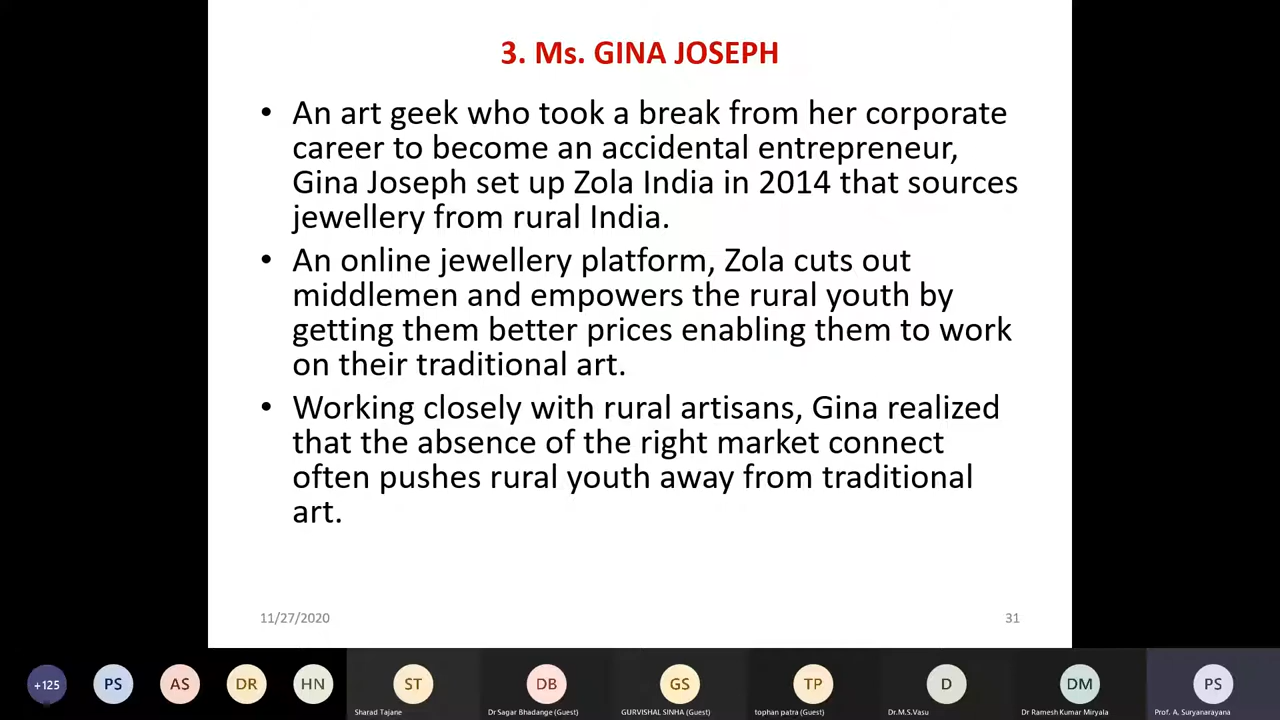 3. Ms. GINA JOSEPH
• An art geek who took a break from her corporate
career to become an accidental entrepreneur,
Gina Joseph set up Zola India in 2014 that sources
jewellery from rural India.
• An online jewellery platform, Zola cuts out
middlemen and empowers the rural youth by
getting them better prices enabling them to work
on their traditional art.
• Working closely with rural artisans, Gina realized
that the absence of the right market connect
often pushes rural youth away from traditional
art.
11/27/2020
31
+125
PS
AS
DR
HN
ST
DB
GS
TP
D
DM
PS
Sharad Tajane
Dr Sagar Bhadange (Guest)
GURVISHAL SINHA (Guest)
tophan patra (Guest)
Dr.M.S.Vasu
Dr Ramesh Kumar Miryala
Prof. A. Suryanarayana